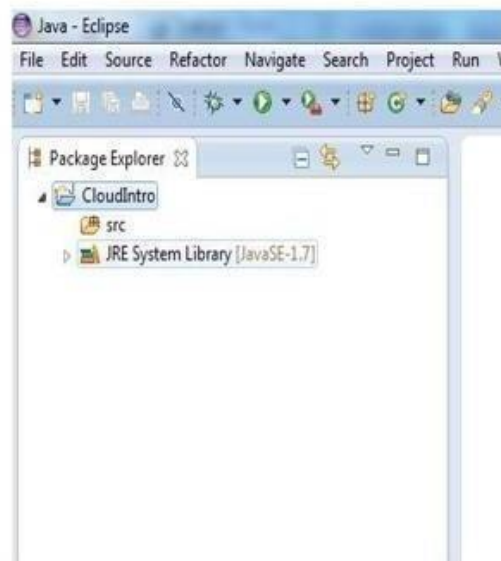 Java - Eclipse
File Edit Source Refactor Navigate Search Project Run
Package Explorer
CloudIntro
src
JRE System Library [JavaSE-1.7]